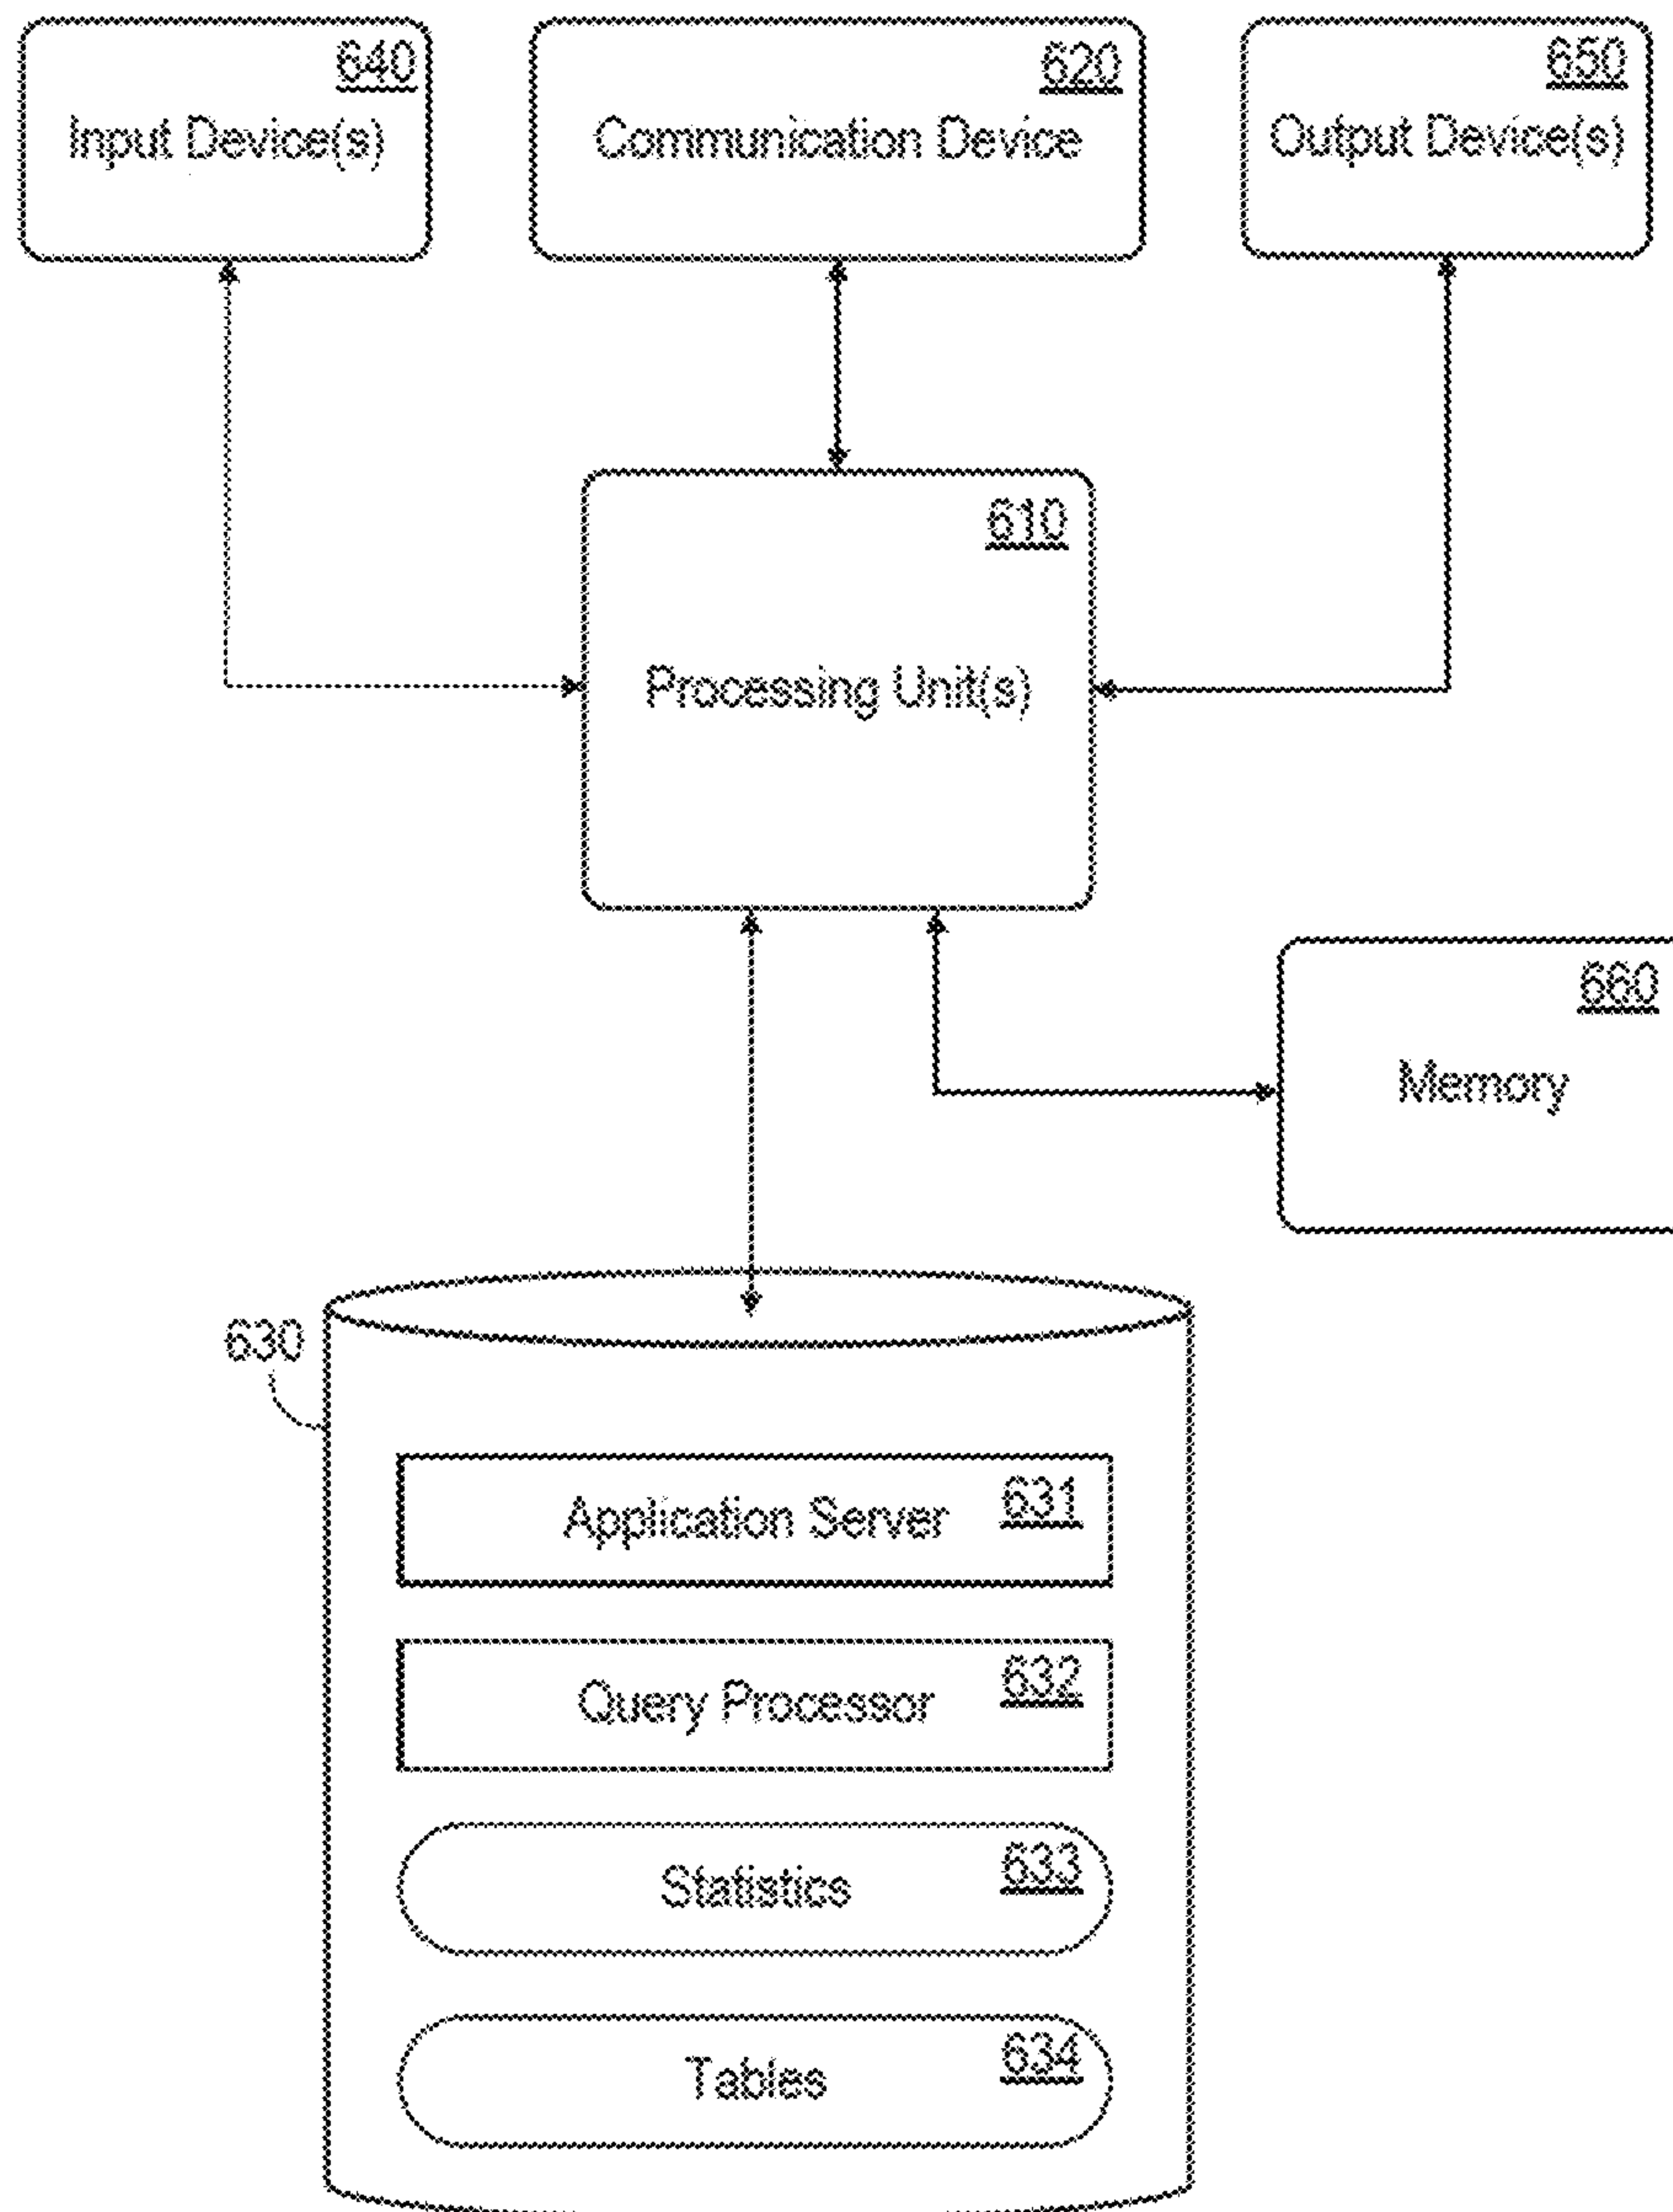 640
Input Device(s)
620
Communication Device
650
Output Device(s)
610
Processing Unit(s)
660
Memory
630
631
Application Server
632
Query Processor
633
Statistics
634
Tables